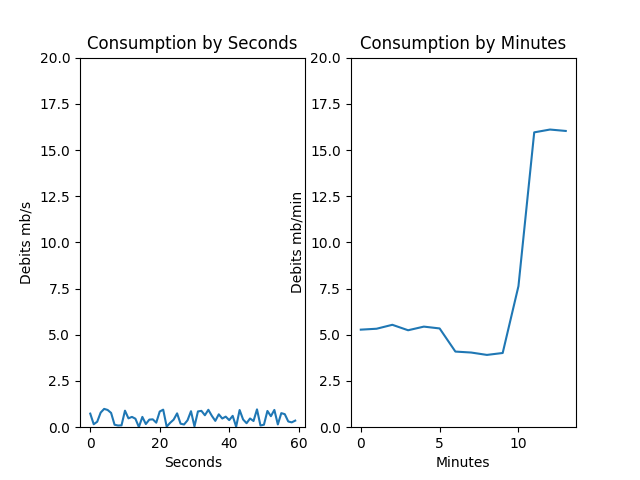 Consumption by Seconds
Debits mb/s
20.0
17.5
15.0
12.5
10.0
7.5
5.0
2.5
0.0
0 20 40 60
Seconds
Consumption by Minutes
Debits mb/min
20.0
17.5
15.0
12.5
10.0
7.5
5.0
2.5
0.0
0 5 10
Minutes